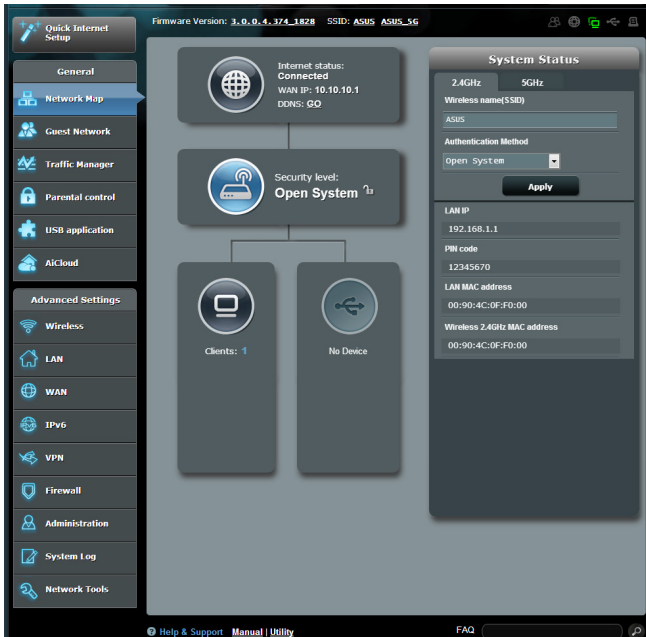 Quick Internet
Setup
Firmware Version: 3.0.0.4.374_1828 SSID: ASUS ASUS_5G
General
Network Map
Guest Network
Traffic Manager
Parental control
USB application
AiCloud
Advanced Settings
Wireless
LAN
WAN
IPv6
VPN
Firewall
Administration
System Log
Network Tools
Internet status:
Connected
WAN IP: 10.10.10.1
DDNS: GO
Security level:
Open System
Clients: 1
No Device
System Status
2.4GHz 5GHz
Wireless name(SSID)
ASUS
Authentication Method
Open System
Apply
LAN IP
192.168.1.1
PIN code
12345670
LAN MAC address
00:90:4C:0F:F0:00
Wireless 2.4GHz MAC address
00:90:4C:0F:F0:00
? Help & Support Manual | Utility
FAQ